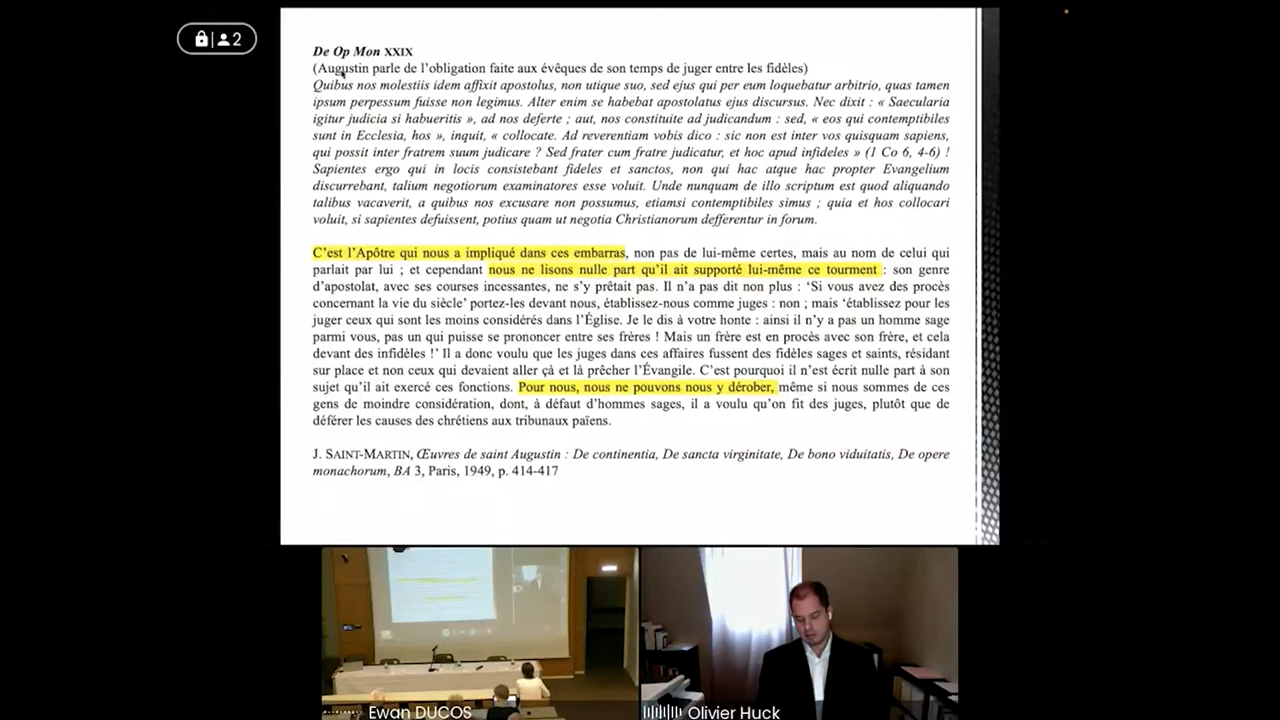 2
De Op Mon XXIX
(Augustin parle de l’obligation faite aux évêques de son temps de juger entre les fidèles)
Quibus nos molestiis idem affixit apostolus, non utique suo, sed ejus qui per eum loquebatur arbitrio, quas tamen
ipsum perpessum fuisse non legimus. Alter enim se habebat apostolatus ejus discursus. Nec dixit : « Saecularia
igitur judicia si habueritis », ad nos deferte ; aut, nos constituite ad judicandum : sed, « eos qui contemptibiles
sunt in Ecclesia, hos », inquit, « collocate. Ad reverentiam vobis dico : sic non est inter vos quisquam sapiens,
qui possit inter fratrem suum judicare ? Sed frater cum fratre judicatur, et hoc apud infideles » (1 Co 6, 4-6) !
Sapientes ergo qui in locis consistebant fideles et sanctos, non qui hac atque hac propter Evangelium
discurrebant, talium negotiorum examinatores esse voluit. Unde nunquam de illo scriptum est quod aliquando
talibus vacaverit, a quibus nos excusare non possumus, etiamsi contemptibiles simus ; quia et hos collocari
voluit, si sapientes defuissent, potius quam ut negotia Christianorum defferentur in forum.
C’est l’Apôtre qui nous a impliqué dans ces embarras, non pas de lui-même certes, mais au nom de celui qui
parlait par lui ; et cependant nous ne lisons nulle part qu’il ait supporté lui-même ce tourment : son genre
d’apostolat, avec ses courses incessantes, ne s’y prêtait pas. Il n’a pas dit non plus : ‘Si vous avez des procès
concernant la vie du siècle’ portez-les devant nous, établissez-nous comme juges : non ; mais ‘établissez pour les
juger ceux qui sont les moins considérés dans l’Église. Je le dis à votre honte : ainsi il n’y a pas un homme sage
parmi vous, pas un qui puisse se prononcer entre ses frères ! Mais un frère est en procès avec son frère, et cela
devant des infidèles !’ Il a donc voulu que les juges dans ces affaires fussent des fidèles sages et saints, résidant
sur place et non ceux qui devaient aller çà et là prêcher l’Évangile. C’est pourquoi il n’est écrit nulle part à son
sujet qu’il ait exercé ces fonctions. Pour nous, nous ne pouvons nous y dérober, même si nous sommes de ces
gens de moindre considération, dont, à défaut d’hommes sages, il a voulu qu’on fit des juges, plutôt que de
déférer les causes des chrétiens aux tribunaux païens.
J. SAINT-MARTIN, Œuvres de saint Augustin : De continentia, De sancta virginitate, De bono viduitatis, De opere
monachorum, BA 3, Paris, 1949, p. 414-417
Ewan DUCOS
Olivier Huck